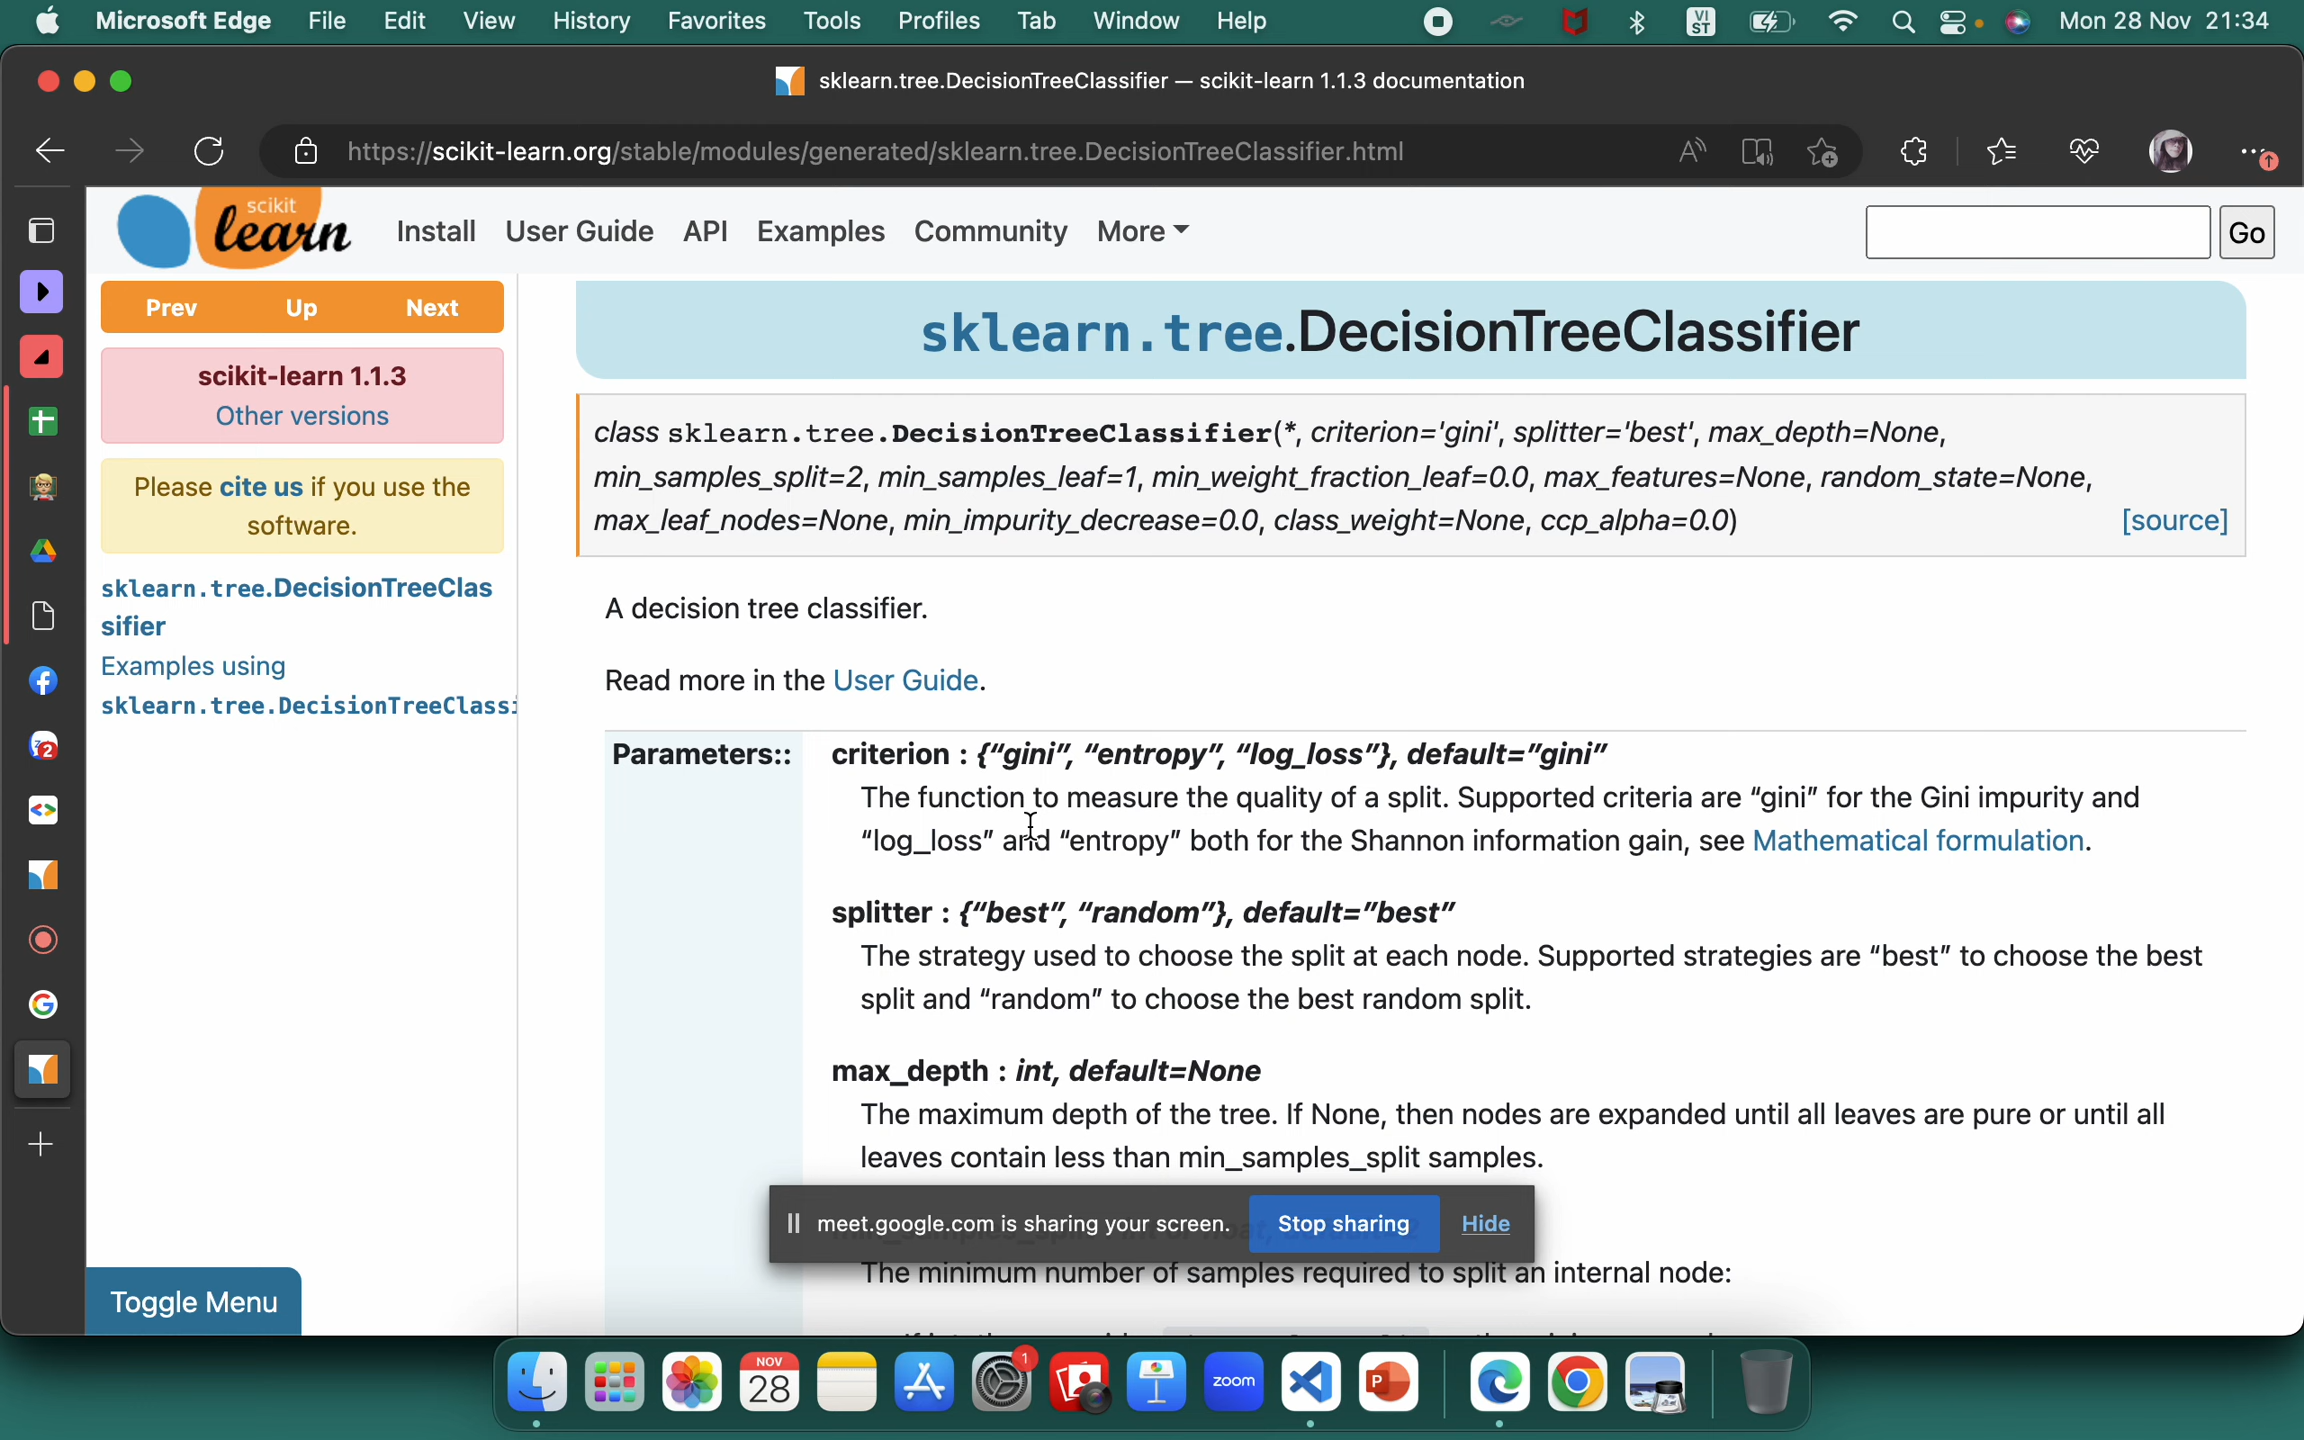 Microsoft Edge File Edit View History Favorites Tools Profiles Tab Window Help VI ST Mon 28 Nov 21:34
sklearn.tree.DecisionTreeClassifier — scikit-learn 1.1.3 documentation
https://scikit-learn.org/stable/modules/generated/sklearn.tree.DecisionTreeClassifier.html
scikit learn Install User Guide API Examples Community More Go
Prev Up Next
scikit-learn 1.1.3
Other versions
Please cite us if you use the
software.
sklearn.tree.DecisionTreeClas
sifier
Examples using
sklearn.tree.DecisionTreeClassi
Toggle Menu
sklearn.tree.DecisionTreeClassifier
class sklearn.tree.DecisionTreeClassifier(*, criterion='gini', splitter='best', max_depth=None,
min_samples_split=2, min_samples_leaf=1, min_weight_fraction_leaf=0.0, max_features=None, random_state=None,
max_leaf_nodes=None, min_impurity_decrease=0.0, class_weight=None, ccp_alpha=0.0) [source]
A decision tree classifier.
Read more in the User Guide.
Parameters:: criterion : {“gini”, “entropy”, “log_loss”}, default=”gini”
The function to measure the quality of a split. Supported criteria are “gini” for the Gini impurity and
“log_loss” and “entropy” both for the Shannon information gain, see Mathematical formulation.
splitter : {“best”, “random”}, default=”best”
The strategy used to choose the split at each node. Supported strategies are “best” to choose the best
split and “random” to choose the best random split.
max_depth : int, default=None
The maximum depth of the tree. If None, then nodes are expanded until all leaves are pure or until all
leaves contain less than min_samples_split samples.
meet.google.com is sharing your screen. Stop sharing Hide
The minimum number of samples required to split an internal node:
2
NOV
28
1
zoom
P